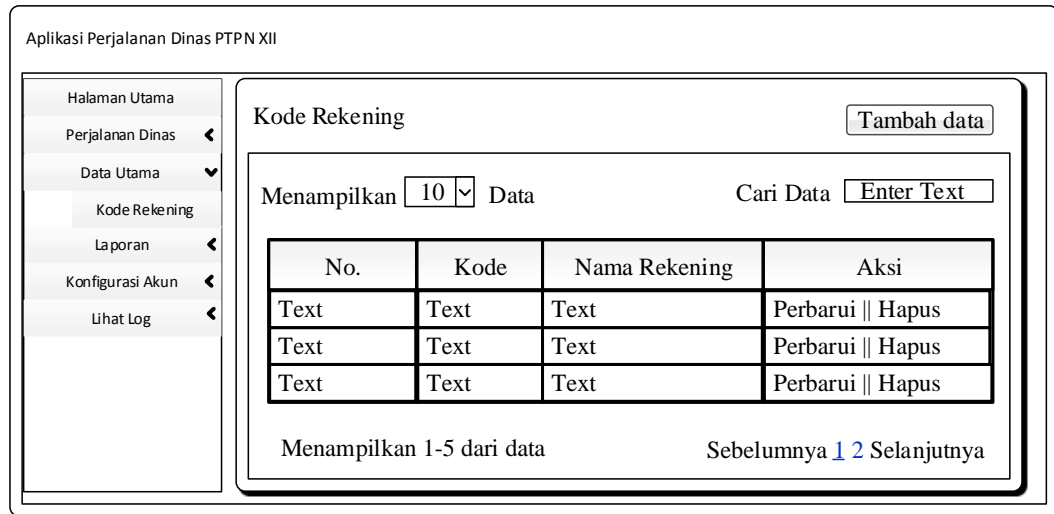 Aplikasi Perjalanan Dinas PTPN XII
Halaman Utama
Perjalanan Dinas
Data Utama
Kode Rekening
Laporan
Konfigurasi Akun
Lihat Log
Kode Rekening
Tambah data
Menampilkan 10 Data
Cari Data Enter Text
No. Kode Nama Rekening Aksi
Text Text Text Perbarui || Hapus
Text Text Text Perbarui || Hapus
Text Text Text Perbarui || Hapus
Menampilkan 1-5 dari data
Sebelumnya 1 2 Selanjutnya